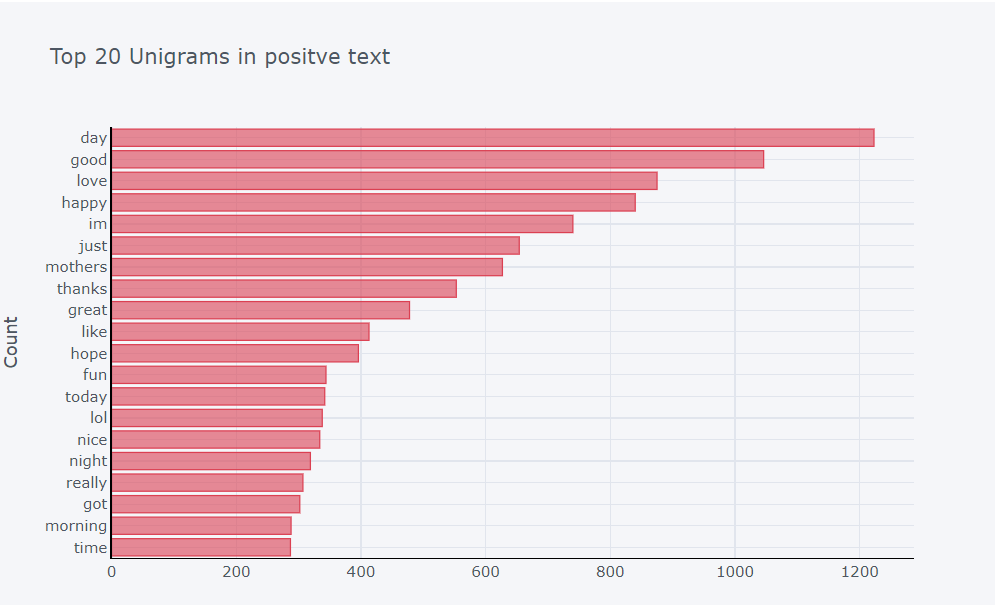 Top 20 Unigrams in positve text
Count
day
good
love
happy
im
just
mothers
thanks
great
like
hope
fun
today
lol
nice
night
really
got
morning
time
0 200 400 600 800 1000 1200